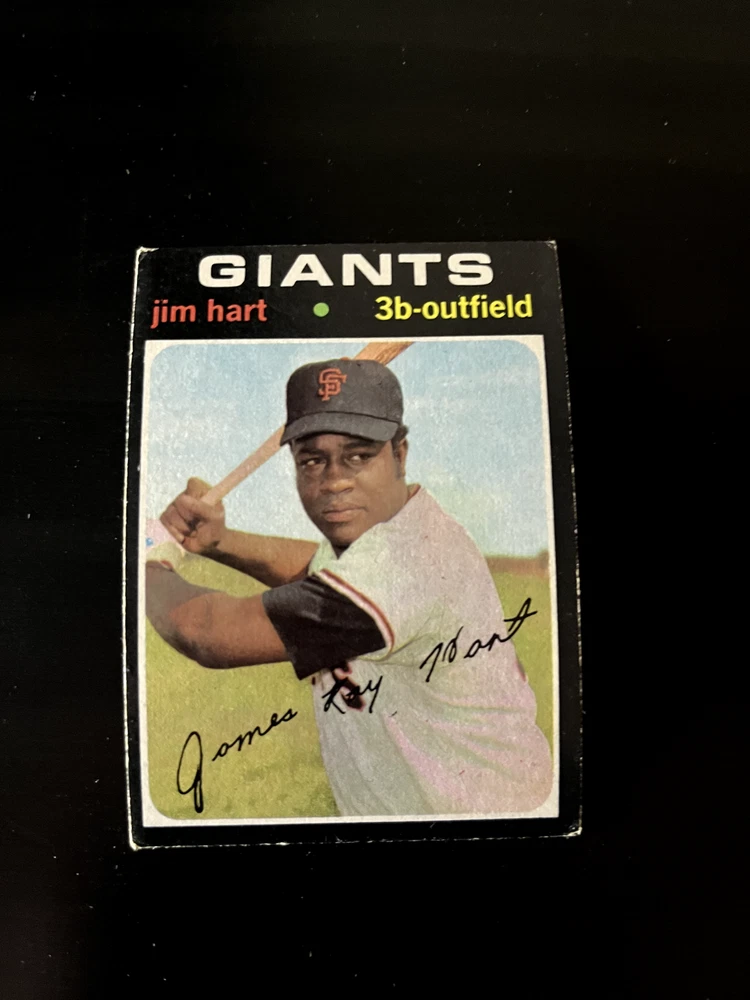 GIANTS
jim hart • 3b-outfield
SF
James Ray Hart